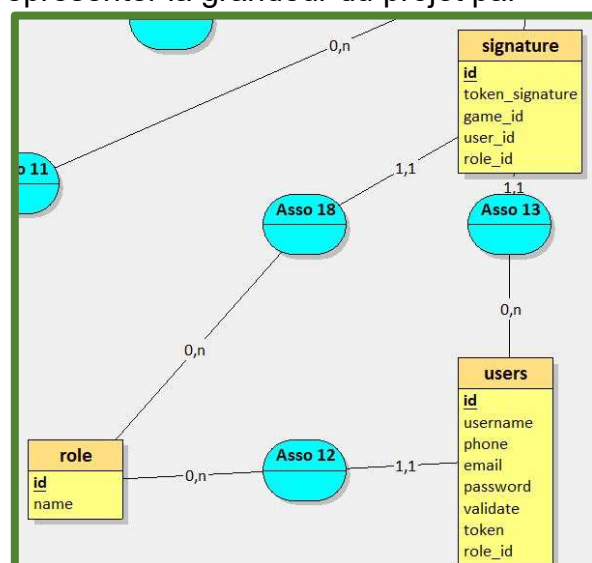 epresenter la grandeur du projet par
0,n
signature
id
token_signature
game_id
user_id
role_id
o 11
1,1
1,1
Asso 18
Asso 13
0,n
0,n
users
id
username
phone
email
password
validate
token
role_id
role
id
name
0,n
Asso 12
1,1